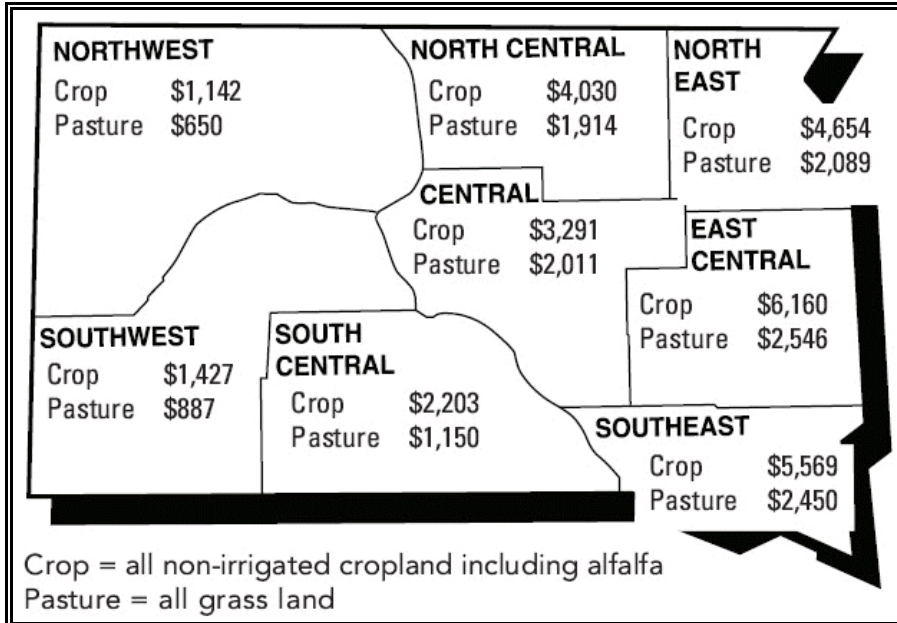 NORTHWEST
Crop $1,142
Pasture $650
NORTH CENTRAL
Crop $4,030
Pasture $1,914
NORTH
EAST
Crop $4,654
Pasture $2,089
CENTRAL
Crop $3,291
Pasture $2,011
EAST
CENTRAL
Crop $6,160
Pasture $2,546
SOUTHWEST
Crop $1,427
Pasture $887
SOUTH
CENTRAL
Crop $2,203
Pasture $1,150
SOUTHEAST
Crop $5,569
Pasture $2,450
Crop = all non-irrigated cropland including alfalfa
Pasture = all grass land